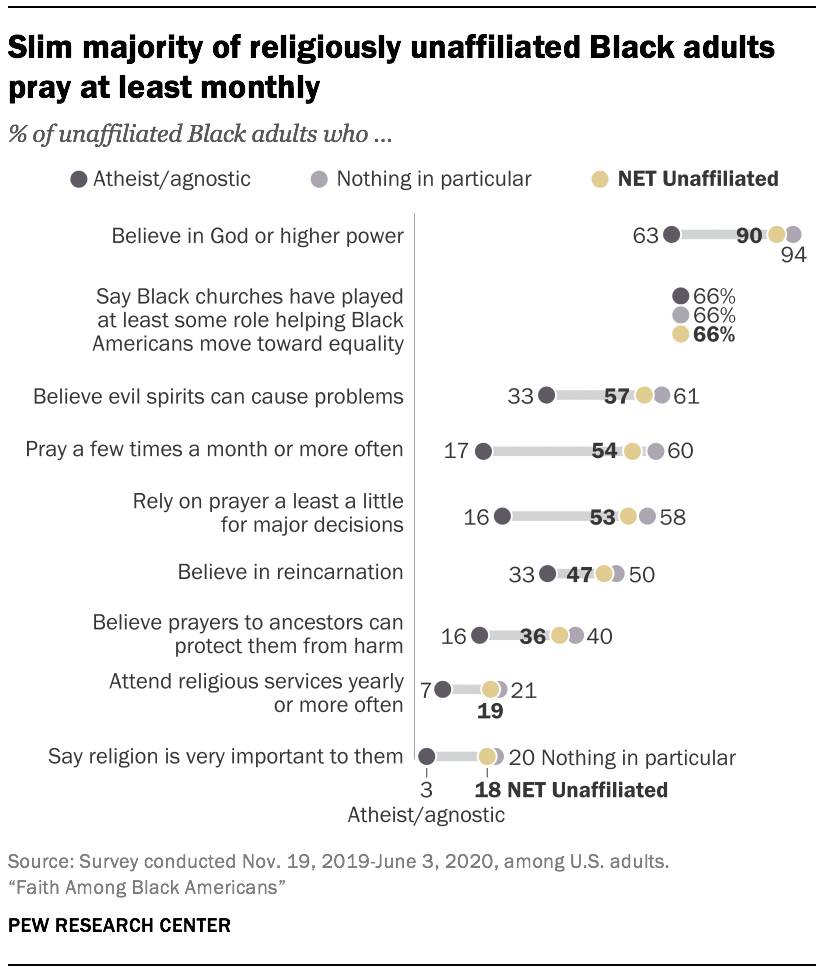 Slim majority of religiously unaffiliated Black adults
pray at least monthly
% of unaffiliated Black adults who ...
Atheist/agnostic Nothing in particular NET Unaffiliated
Believe in God or higher power 63 90
94
Say Black churches have played 66%
at least some role helping Black 66%
Americans move toward equality 66%
Believe evil spirits can cause problems 33 57 61
Pray a few times a month or more often 17 54 60
Rely on prayer a least a little
for major decisions 16 53 58
Believe in reincarnation 33 47 50
Believe prayers to ancestors can
protect them from harm 16 36 40
Attend religious services yearly 7 21
or more often 19
Say religion is very important to them 20 Nothing in particular
3 18 NET Unaffiliated
Atheist/agnostic
Source: Survey conducted Nov. 19, 2019-June 3, 2020, among U.S. adults.
“Faith Among Black Americans”
PEW RESEARCH CENTER